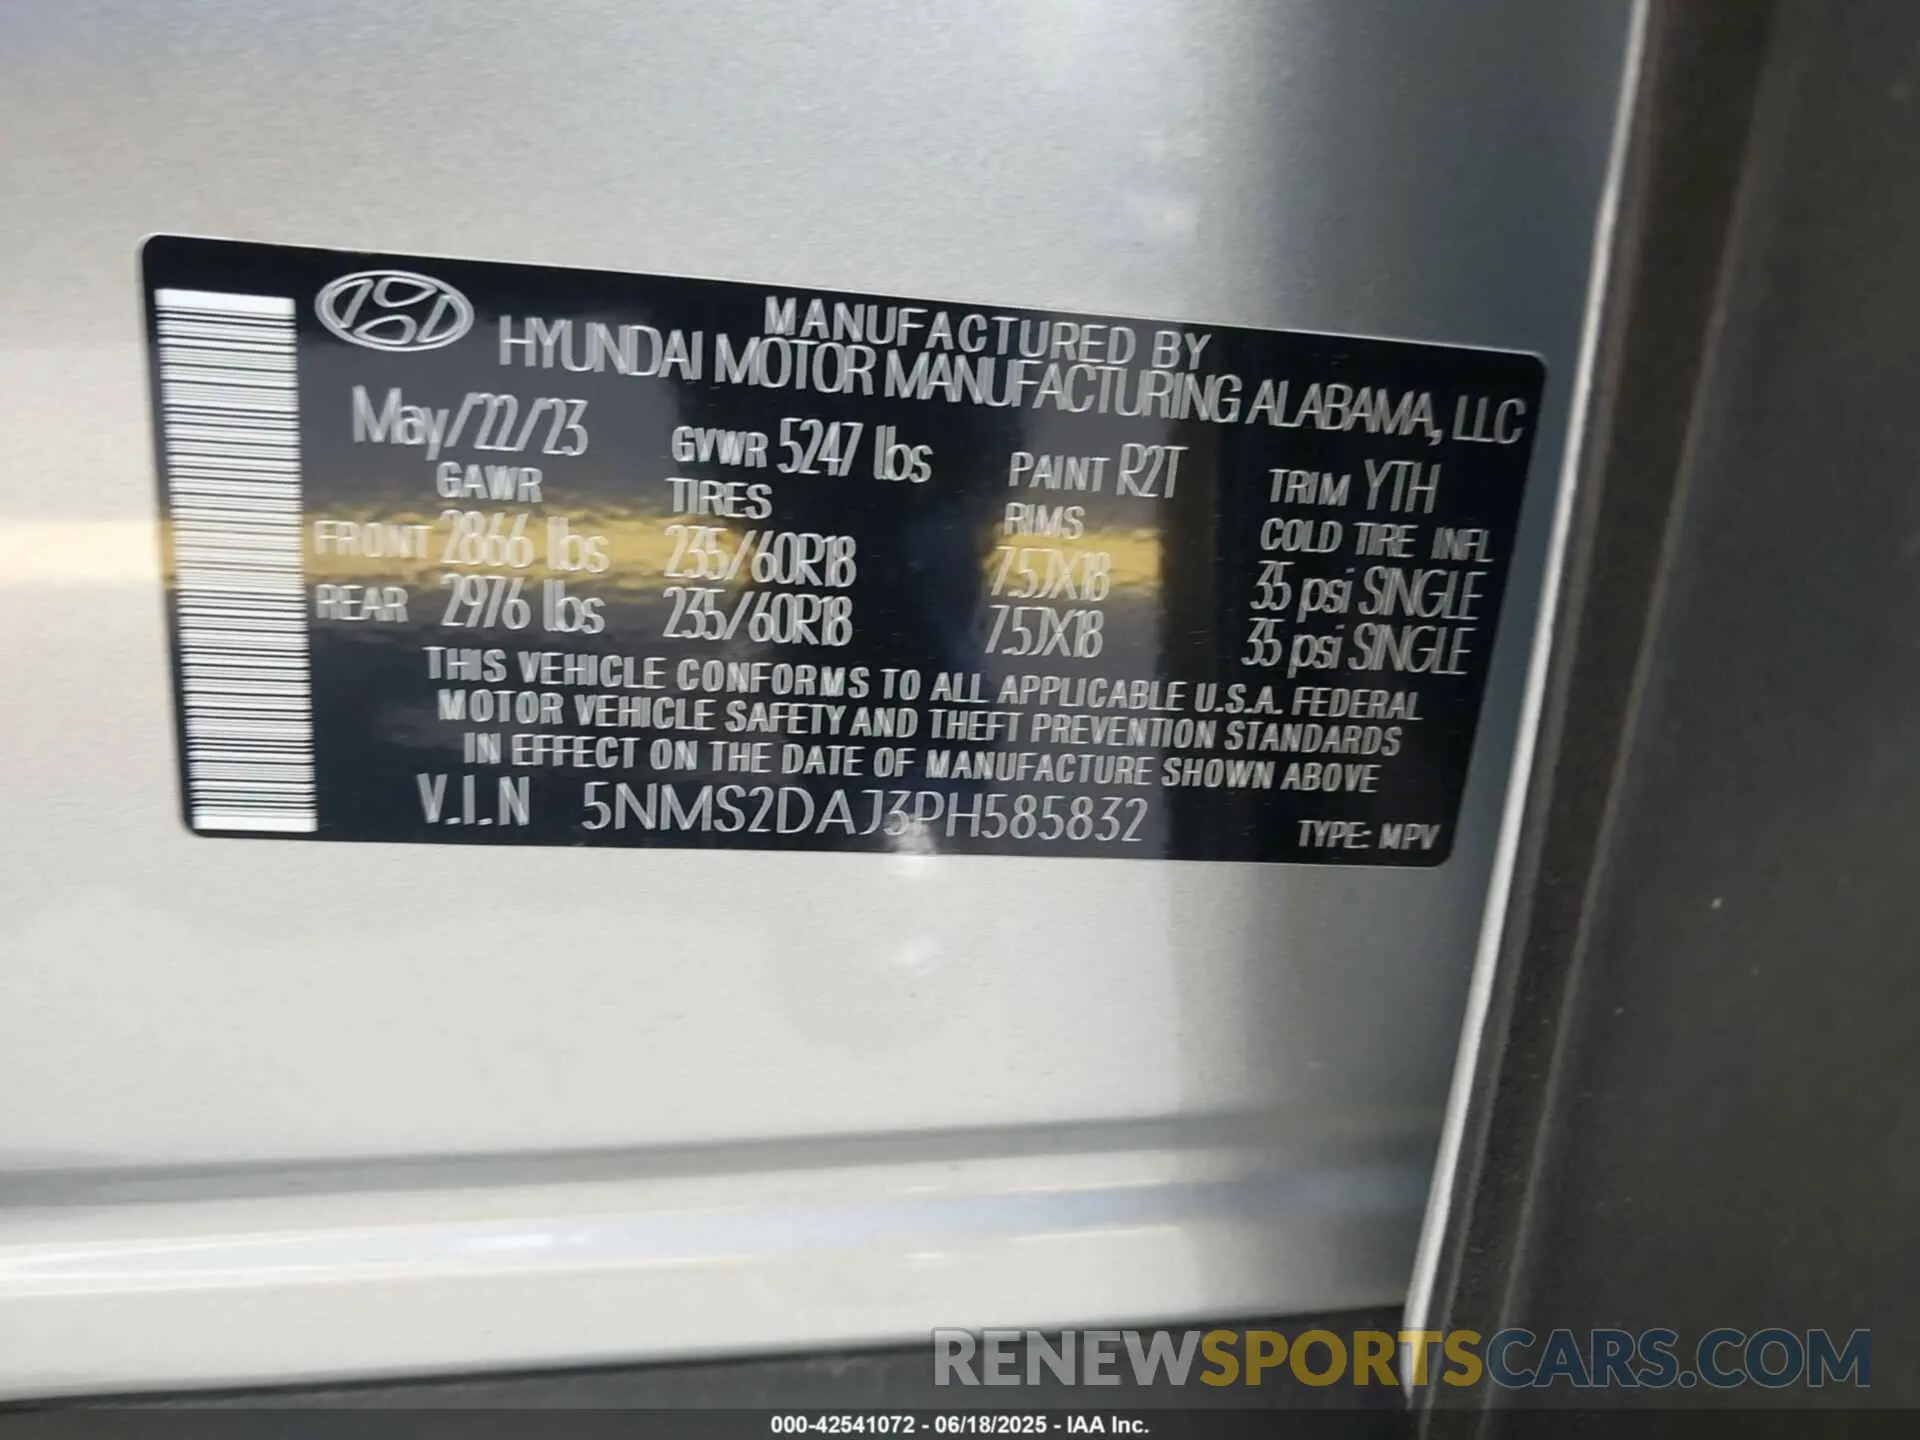 MANUFACTURED BY
HYUNDAI MOTOR MANUFACTURING ALABAMA, LLC
May/22/23 GVWR 5247 lbs PAINT R2T TRIM YTH
GAWR TIRES RIMS COLD TIRE INFL
FRONT 2866 lbs 235/60R18 7.5JX18 35 psi SINGLE
REAR 2976 lbs 235/60R18 7.5JX18 35 psi SINGLE
THIS VEHICLE CONFORMS TO ALL APPLICABLE U.S.A. FEDERAL
MOTOR VEHICLE SAFETY AND THEFT PREVENTION STANDARDS
IN EFFECT ON THE DATE OF MANUFACTURE SHOWN ABOVE
V.I.N 5NMS2DAJ3PH585832 TYPE: MPV
RENEWSPORTSCARS.COM
000-42541072 - 06/18/2025 - IAA Inc.